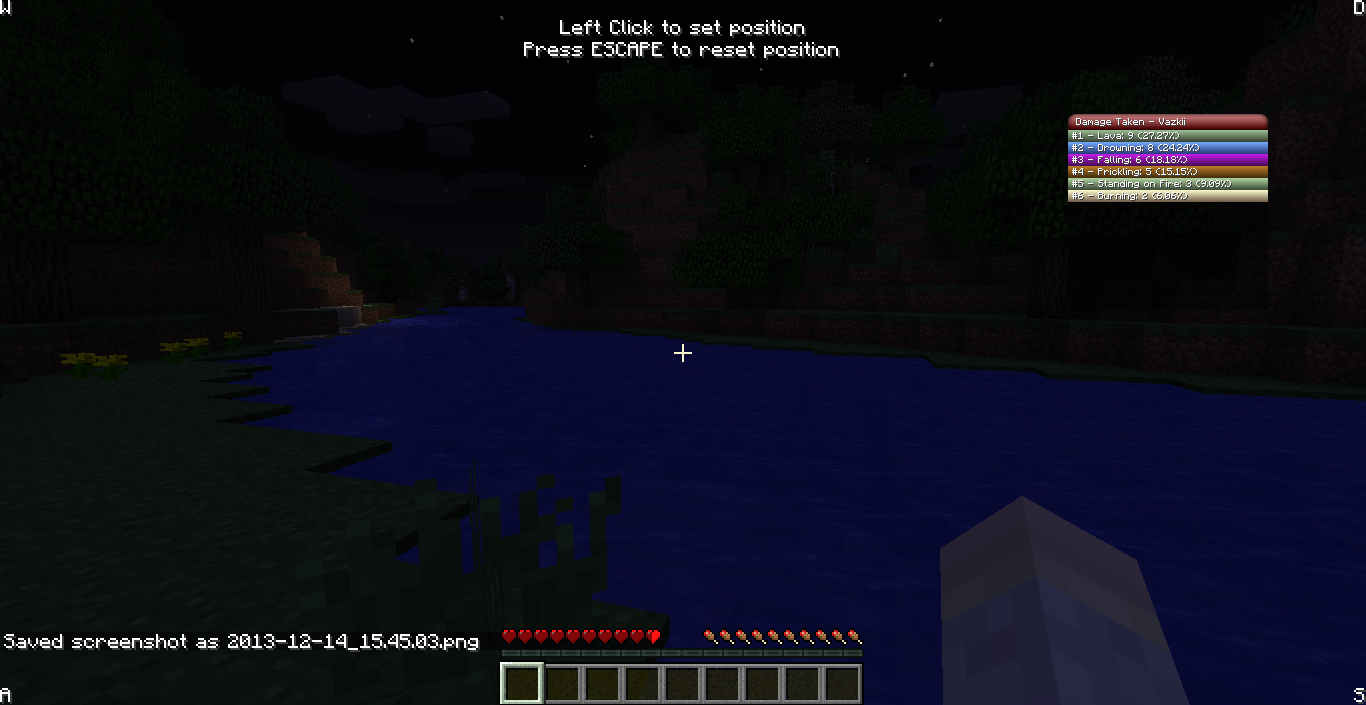 W
D
Left Click to set position
Press ESCAPE to reset position
Damage Taken - Vazkii
#1 - Lava: 9 (27.27%)
#2 - Drowning: 8 (24.24%)
#3 - Falling: 6 (18.18%)
#4 - Prickling: 5 (15.15%)
#5 - Standing on Fire: 3 (9.09%)
#6 - Burning: 2 (6.06%)
Saved screenshot as 2013-12-14_15.45.03.png
A
S